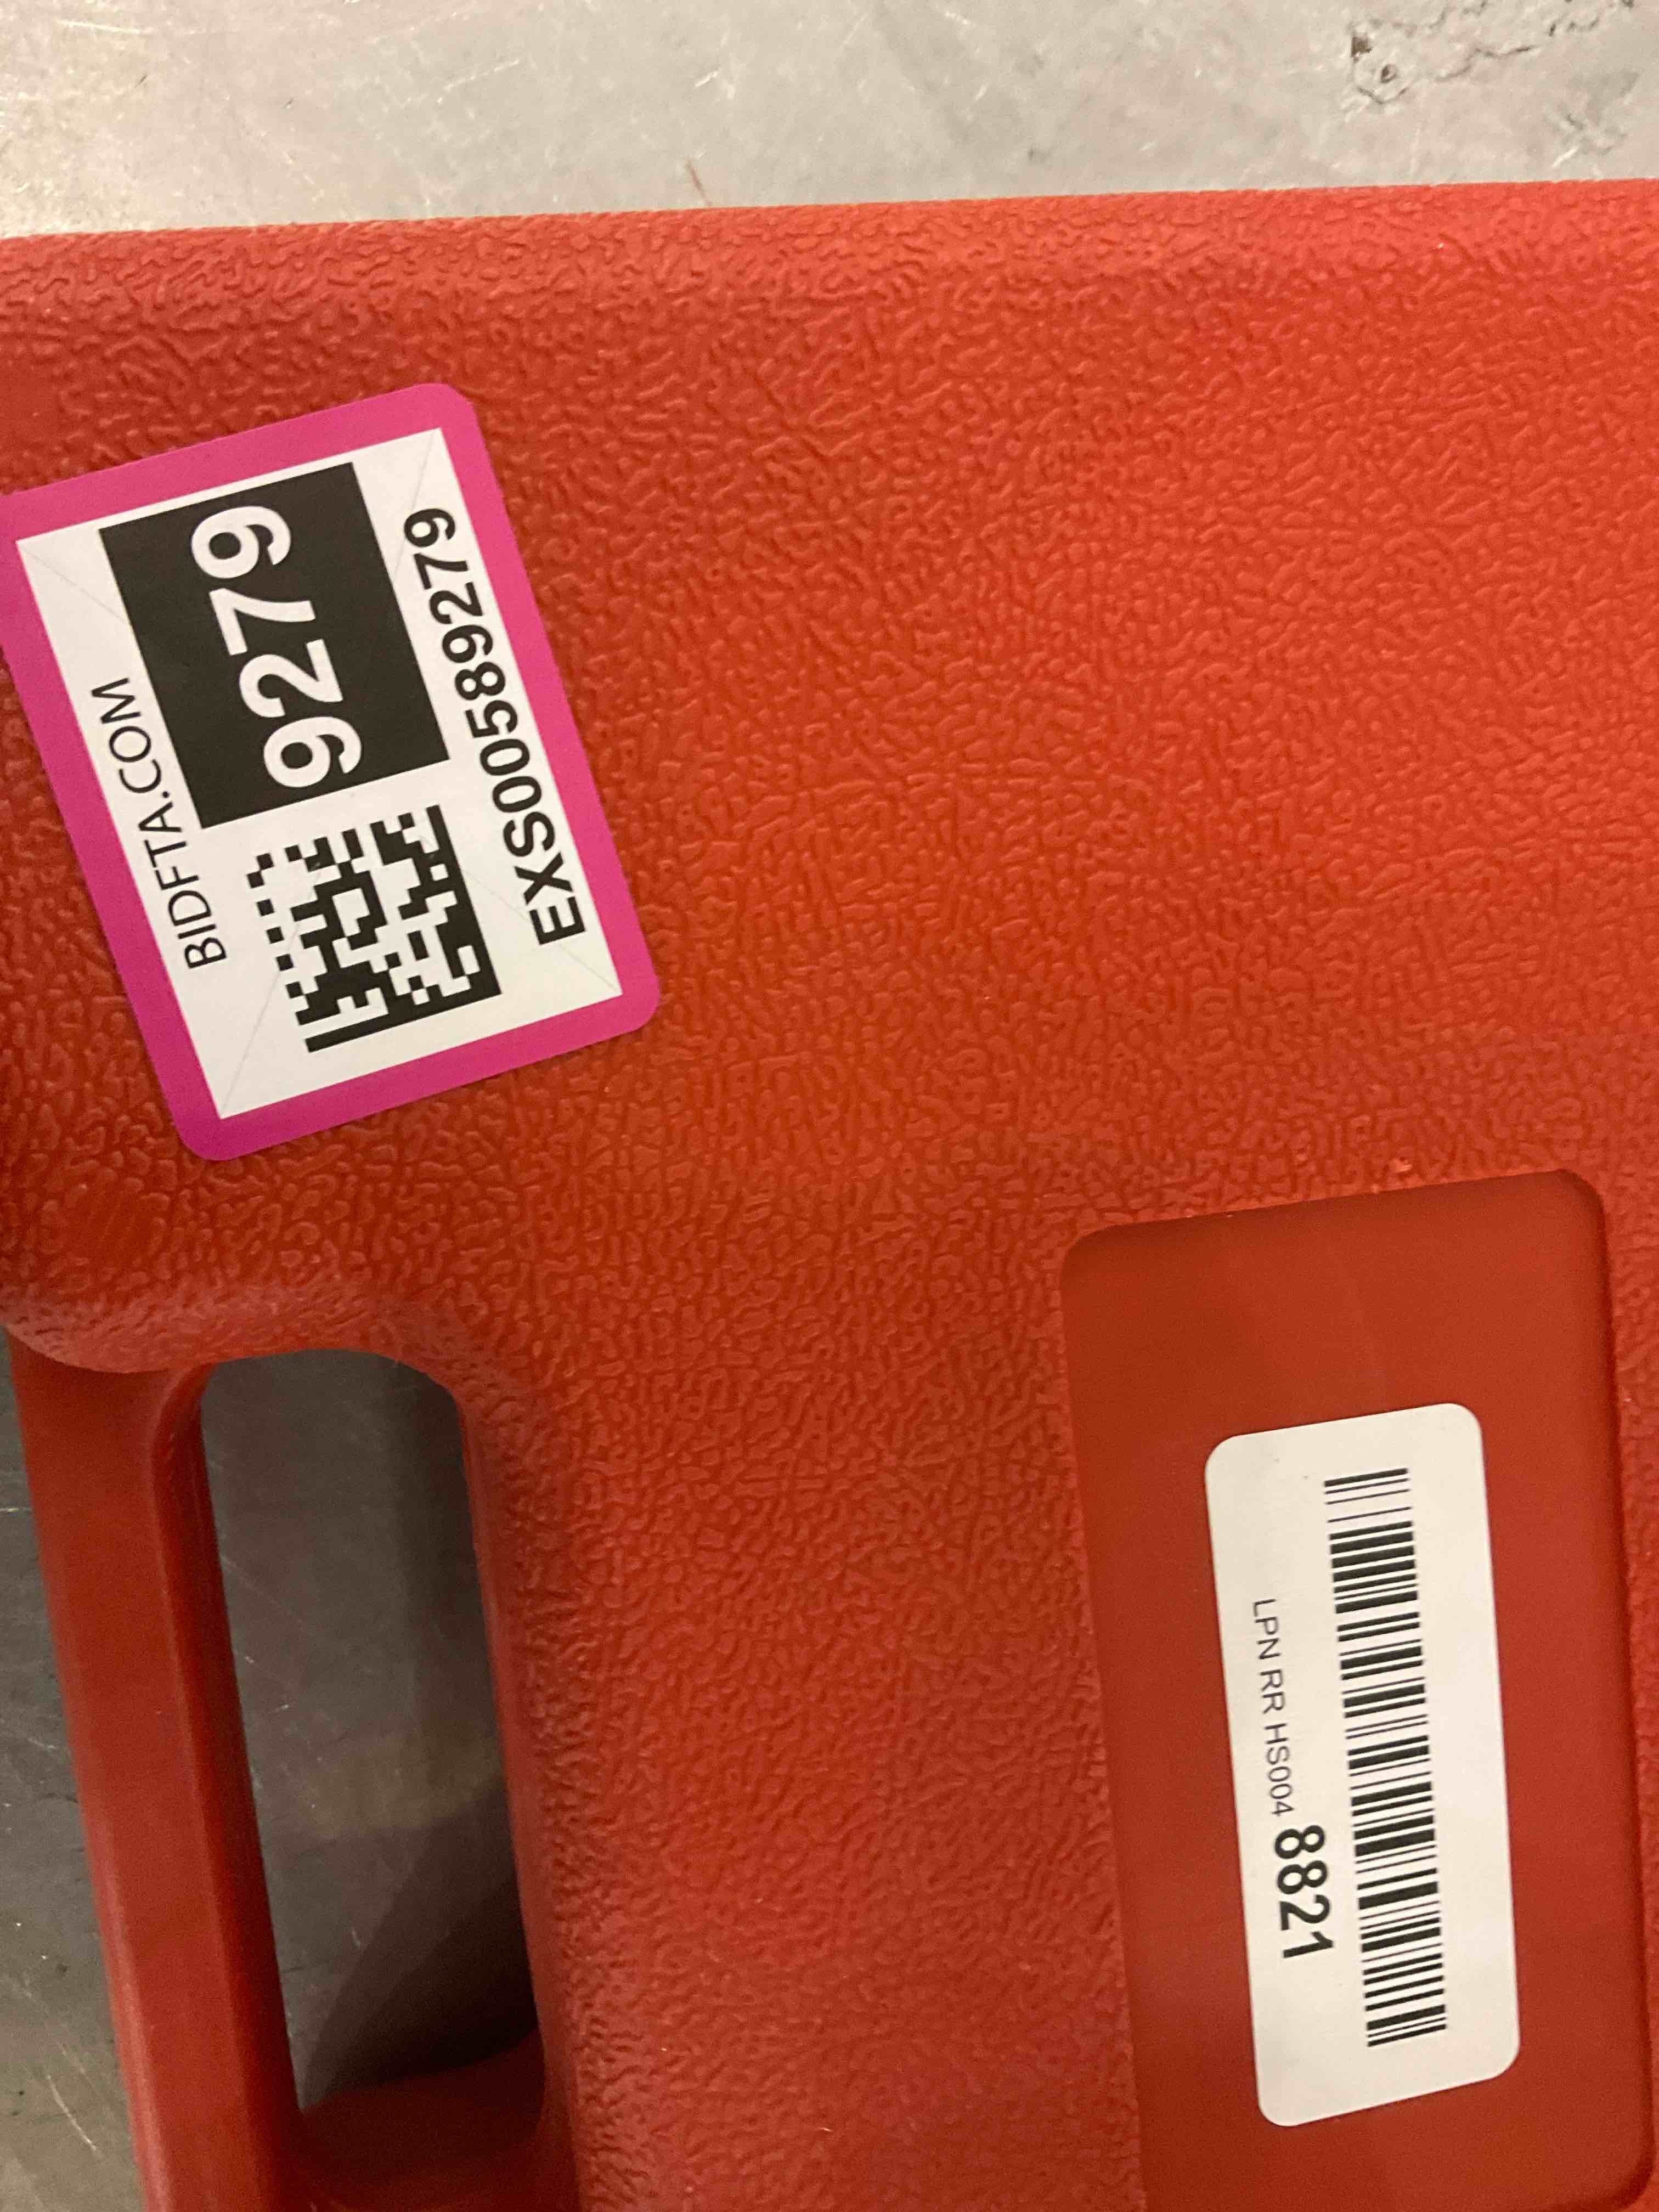 BIDFTA.COM
9279
EXS00589279
LPN RR HS004 8821